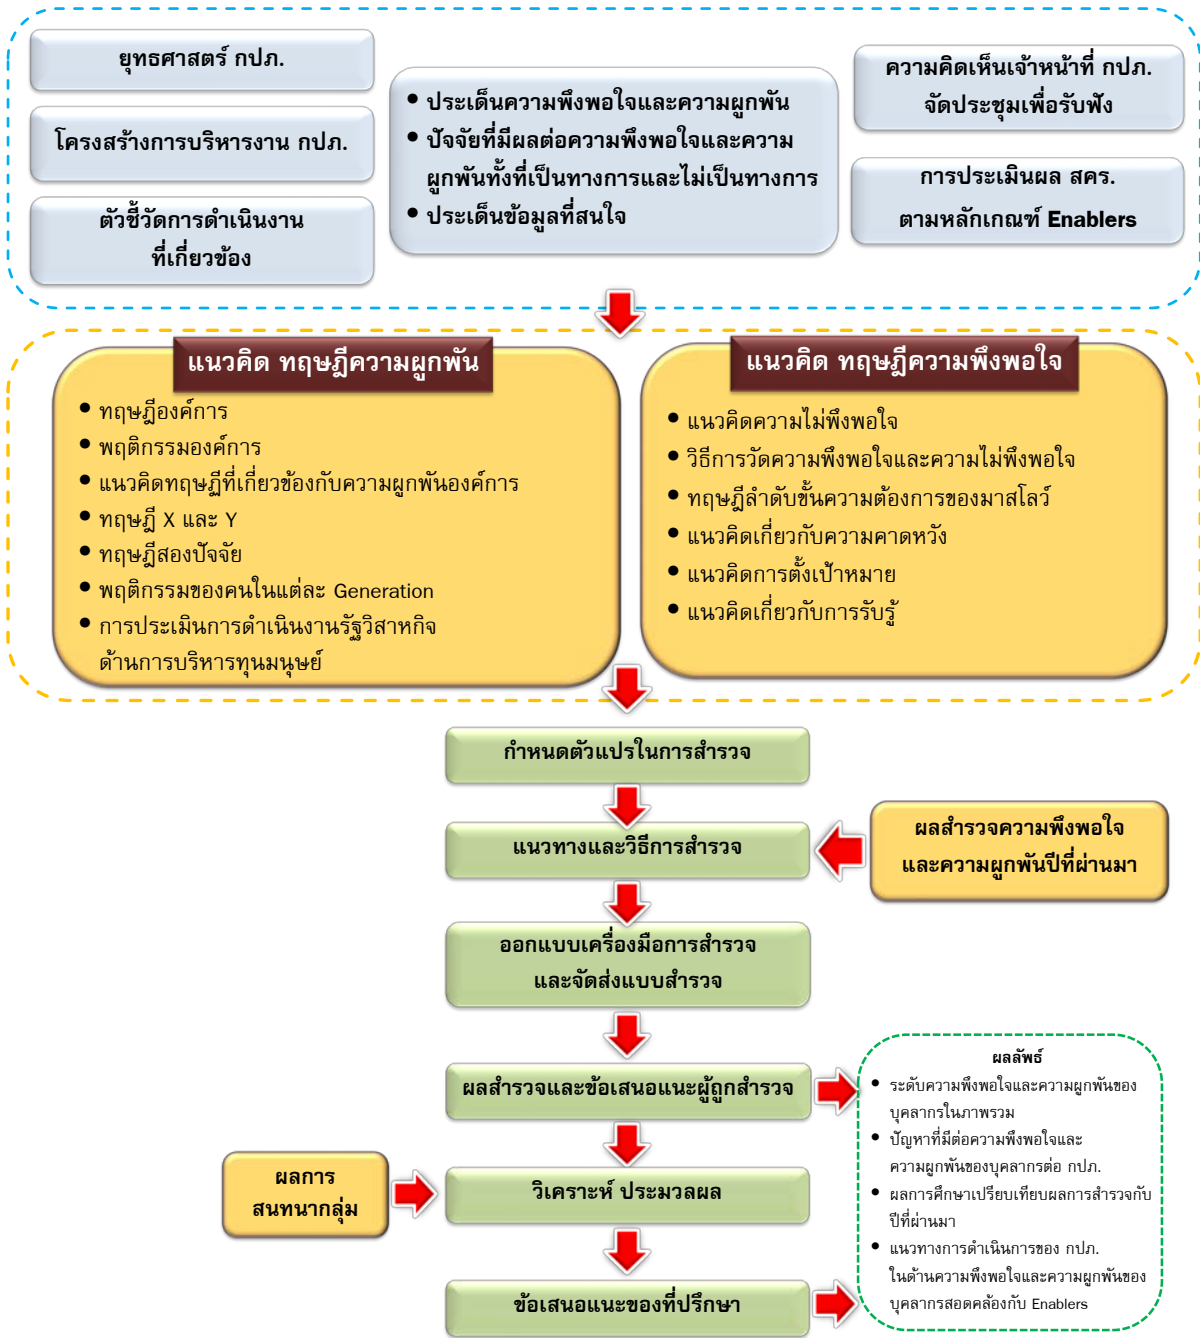 ยุทธศาสตร์ กปภ.
โครงสร้างการบริหารงาน กปภ.
ตัวชี้วัดการดำเนินงาน
ที่เกี่ยวข้อง
• ประเด็นความพึงพอใจและความผูกพัน
• ปัจจัยที่มีผลต่อความพึงพอใจและความ
ผูกพันทั้งที่เป็นทางการและไม่เป็นทางการ
• ประเด็นข้อมูลที่สนใจ
ความคิดเห็นเจ้าหน้าที่ กปภ.
จัดประชุมเพื่อรับฟัง
การประเมินผล สคร.
ตามหลักเกณฑ์ Enablers
แนวคิด ทฤษฎีความผูกพัน
• ทฤษฎีองค์การ
• พฤติกรรมองค์การ
• แนวคิดทฤษฏีที่เกี่ยวข้องกับความผูกพันองค์การ
• ทฤษฎี X และ Y
• ทฤษฎีสองปัจจัย
• พฤติกรรมของคนในแต่ละ Generation
• การประเมินการดำเนินงานรัฐวิสาหกิจ
ด้านการบริหารทุนมนุษย์
แนวคิด ทฤษฎีความพึงพอใจ
• แนวคิดความไม่พึงพอใจ
• วิธีการวัดความพึงพอใจและความไม่พึงพอใจ
• ทฤษฎีลำดับขั้นความต้องการของมาสโลว์
• แนวคิดเกี่ยวกับความคาดหวัง
• แนวคิดการตั้งเป้าหมาย
• แนวคิดเกี่ยวกับการรับรู้
กำหนดตัวแปรในการสำรวจ
แนวทางและวิธีการสำรวจ
ผลสำรวจความพึงพอใจ
และความผูกพันปีที่ผ่านมา
ออกแบบเครื่องมือการสำรวจ
และจัดส่งแบบสำรวจ
ผลสำรวจและข้อเสนอแนะผู้ถูกสำรวจ
ผลการ
สนทนากลุ่ม
วิเคราะห์ ประมวลผล
ข้อเสนอแนะของที่ปรึกษา
ผลลัพธ์
• ระดับความพึงพอใจและความผูกพันของ
บุคลากรในภาพรวม
• ปัญหาที่มีต่อความพึงพอใจและ
ความผูกพันของบุคลากรต่อ กปภ.
• ผลการศึกษาเปรียบเทียบผลการสำรวจกับ
ปีที่ผ่านมา
• แนวทางการดำเนินการของ กปภ.
ในด้านความพึงพอใจและความผูกพันของ
บุคลากรสอดคล้องกับ Enablers